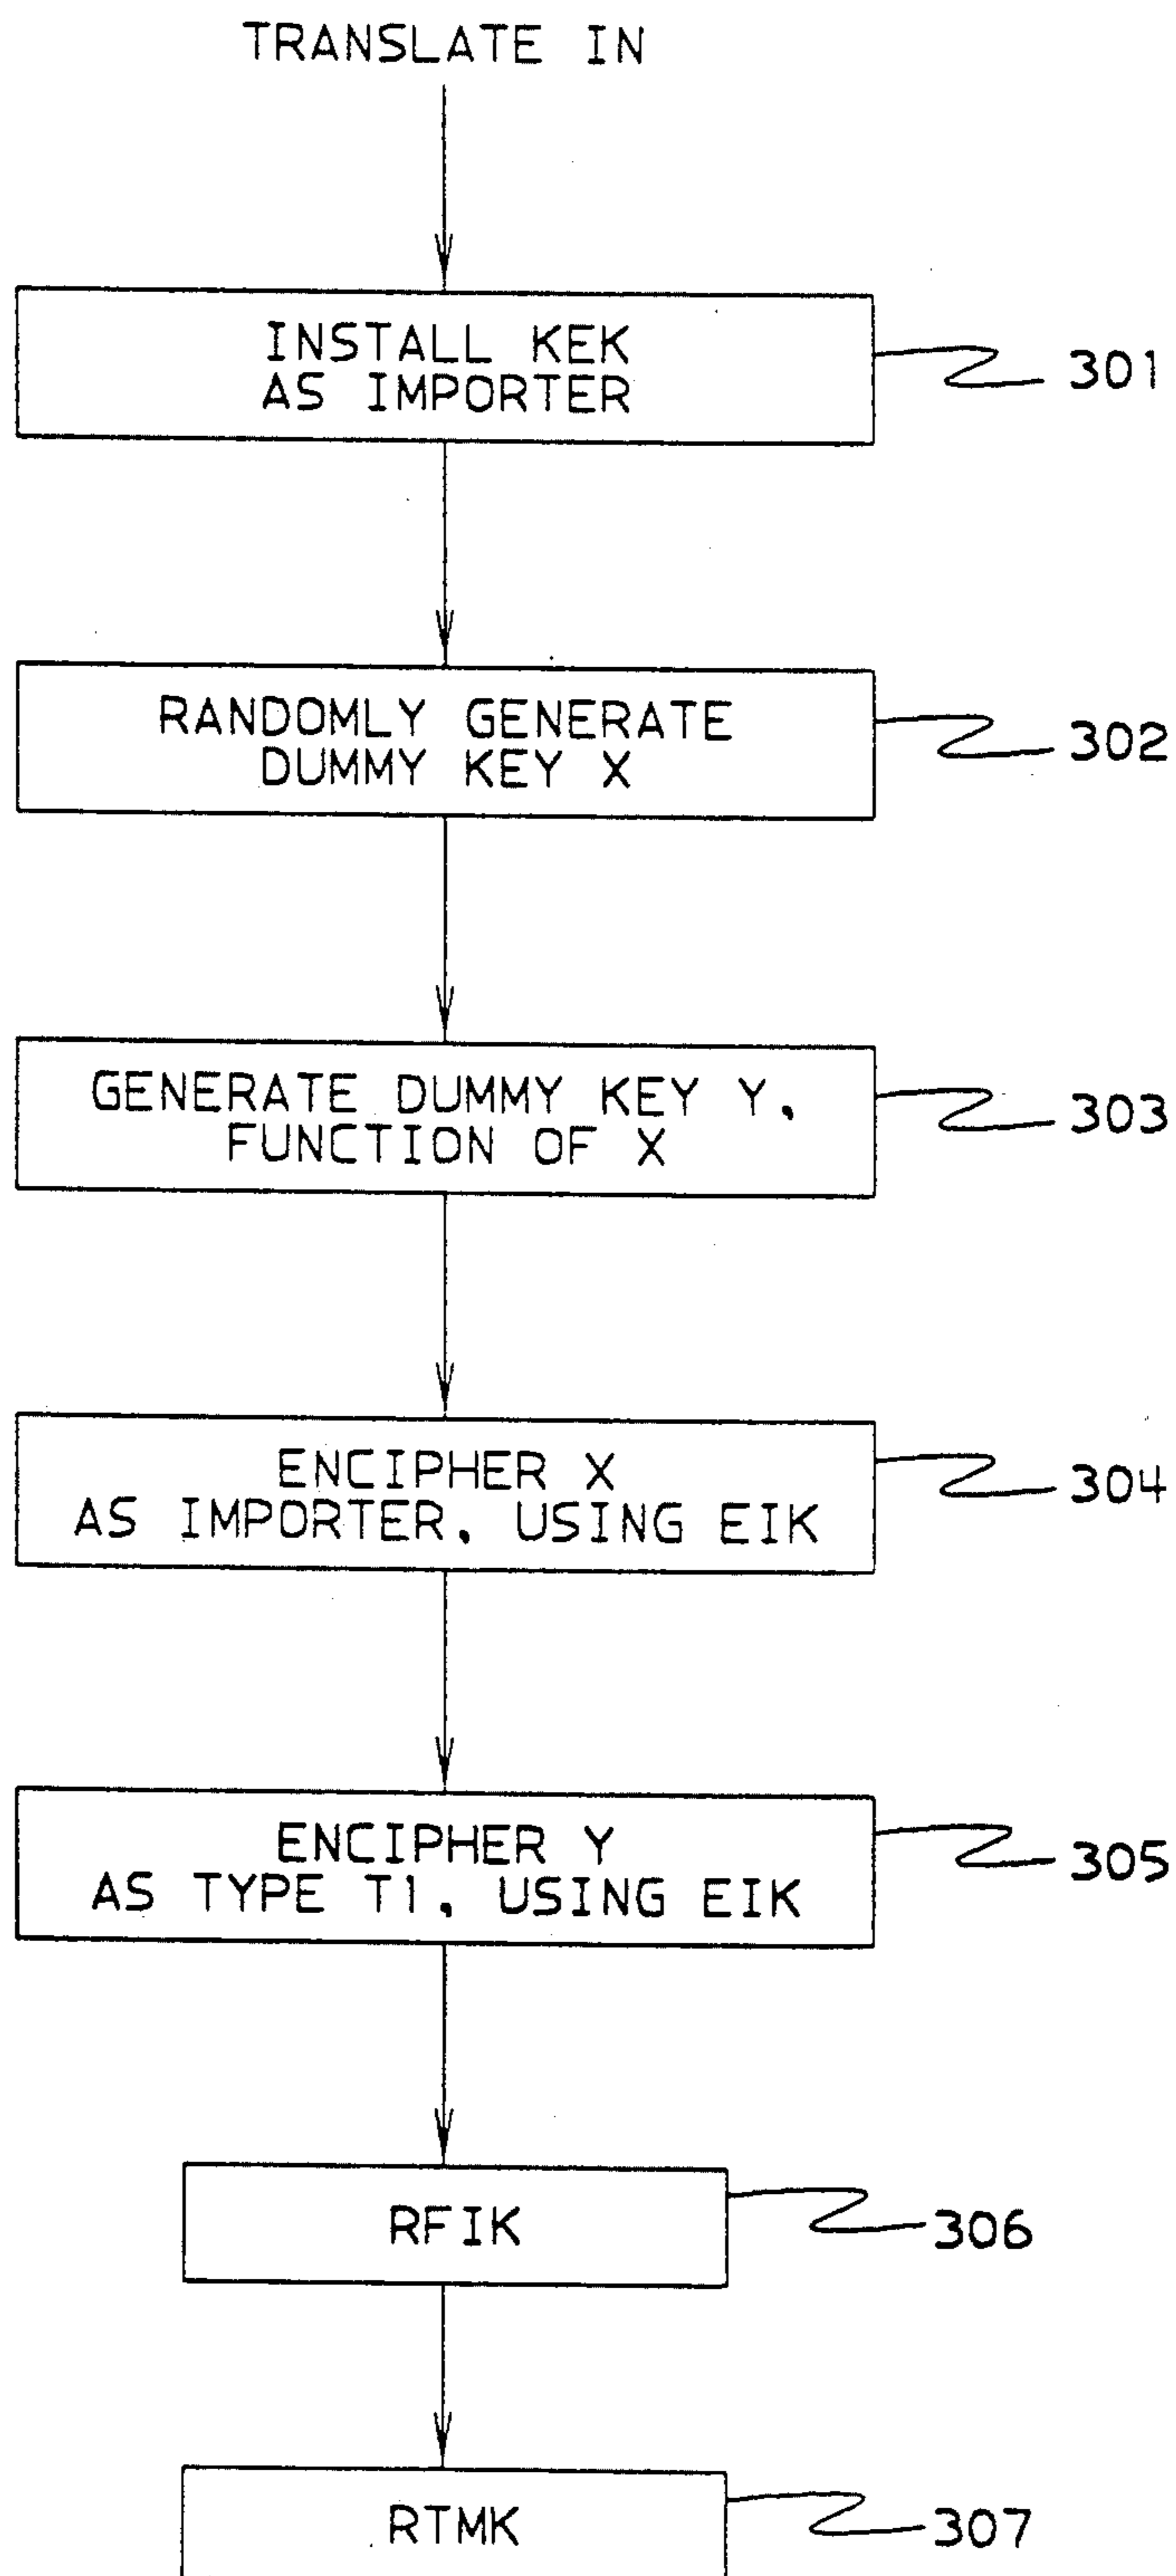 TRANSLATE IN
INSTALL KEK
AS IMPORTER
301
RANDOMLY GENERATE
DUMMY KEY X
302
GENERATE DUMMY KEY Y,
FUNCTION OF X
303
ENCIPHER X
AS IMPORTER, USING EIK
304
ENCIPHER Y
AS TYPE T1, USING EIK
305
RFIK
306
RTMK
307